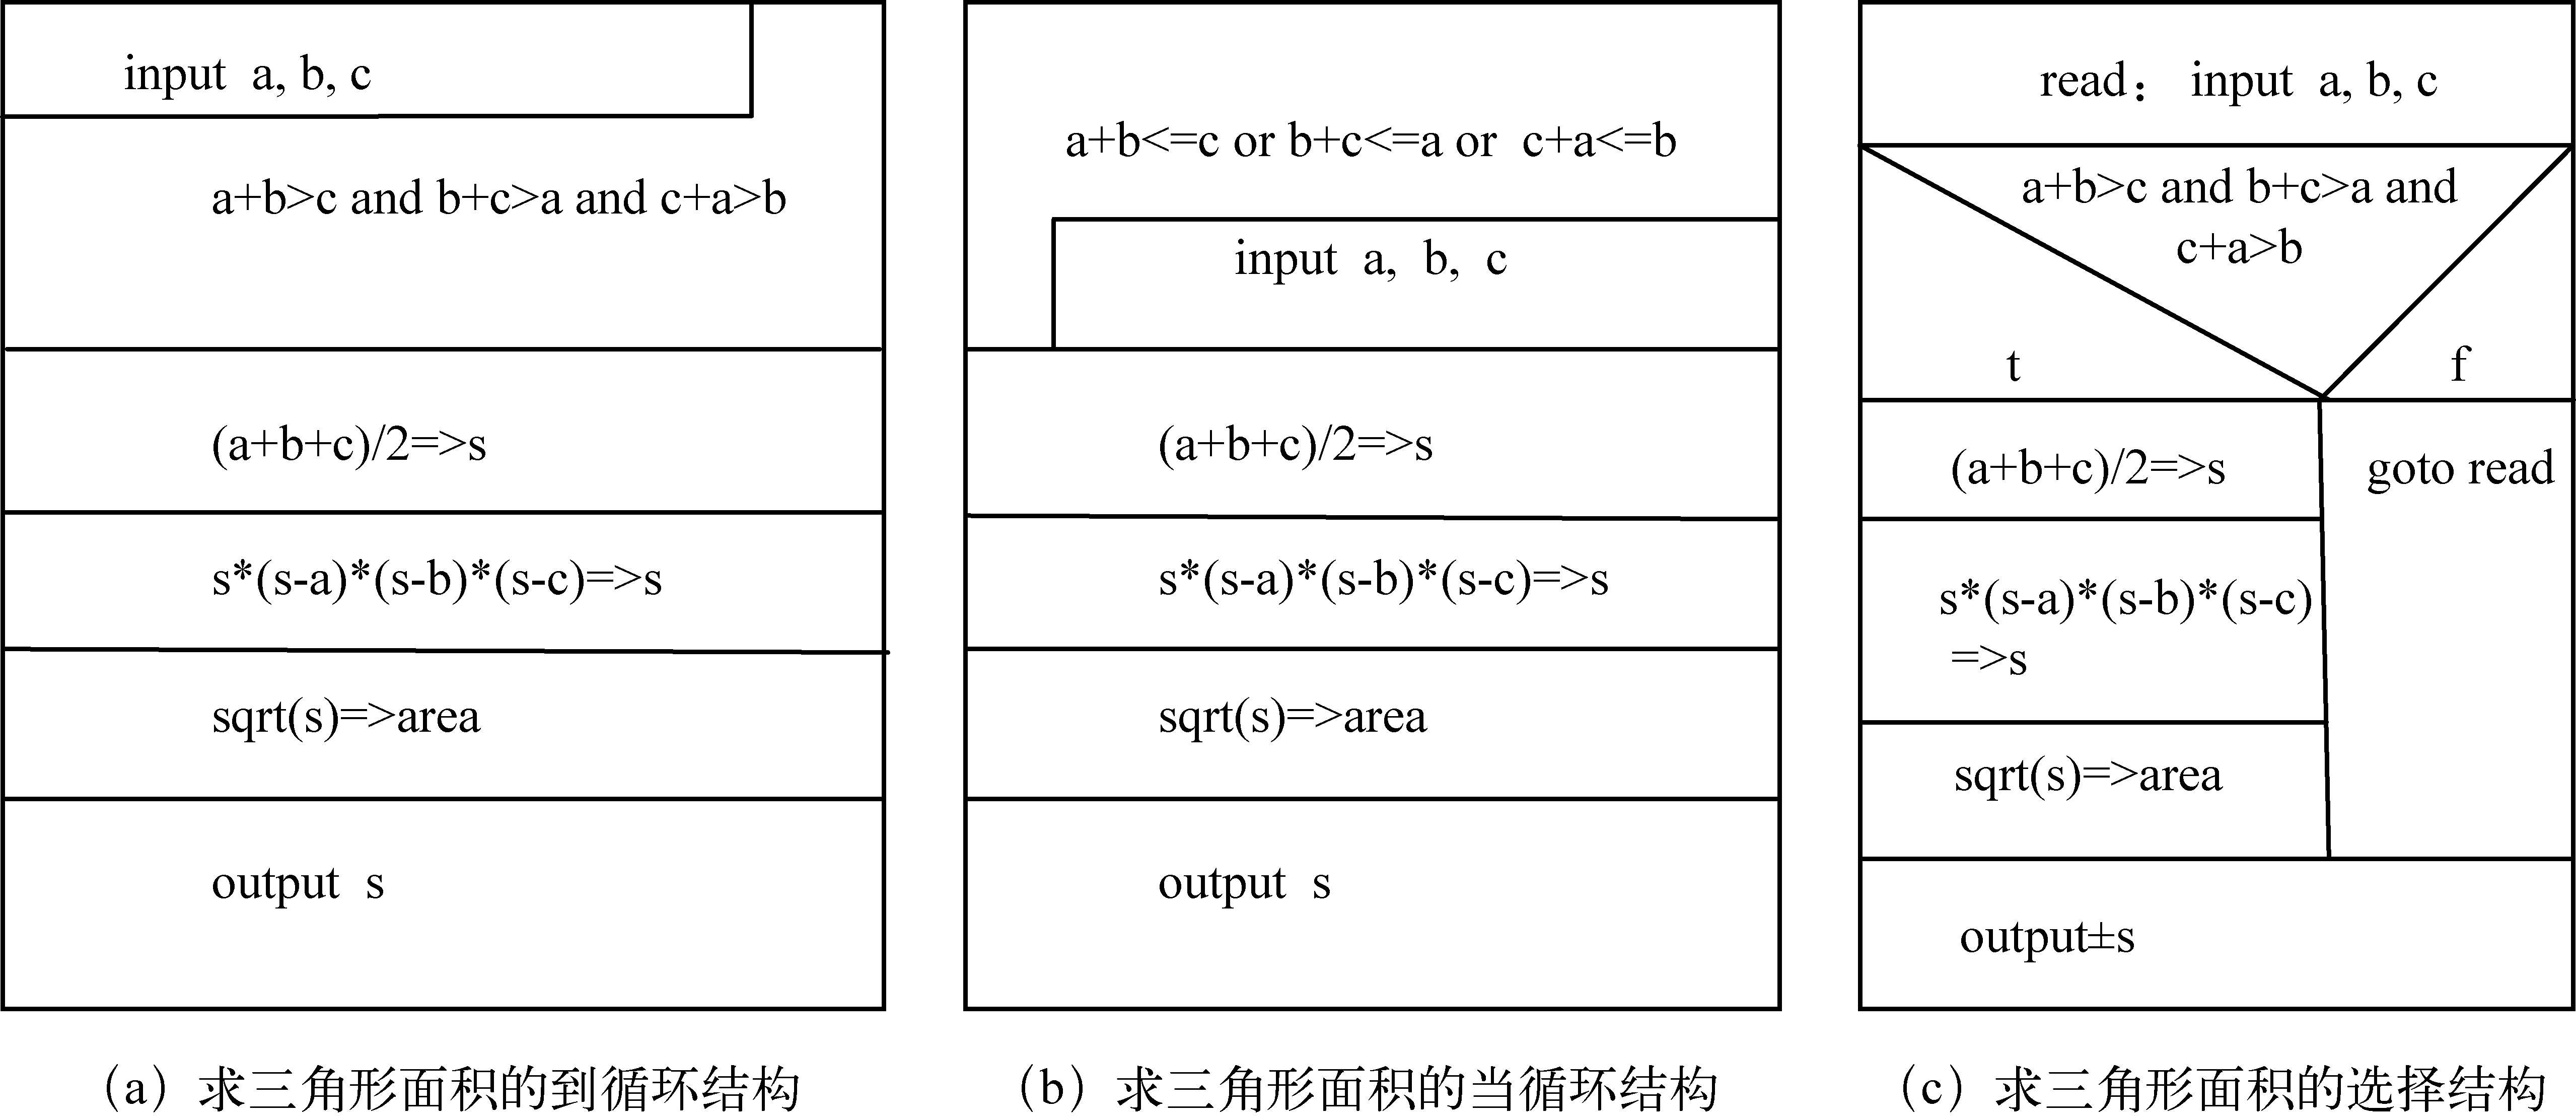 input a, b, c
a+b>c and b+c>a and c+a>b
(a+b+c)/2=>s
s*(s-a)*(s-b)*(s-c)=>s
sqrt(s)=>area
output s
（a）求三角形面积的到循环结构
a+b<=c or b+c<=a or c+a<=b
input a, b, c
(a+b+c)/2=>s
s*(s-a)*(s-b)*(s-c)=>s
sqrt(s)=>area
output s
（b）求三角形面积的当循环结构
read： input a, b, c
a+b>c and b+c>a and
c+a>b
t
f
(a+b+c)/2=>s
goto read
s*(s-a)*(s-b)*(s-c)
=>s
sqrt(s)=>area
output±s
（c）求三角形面积的选择结构